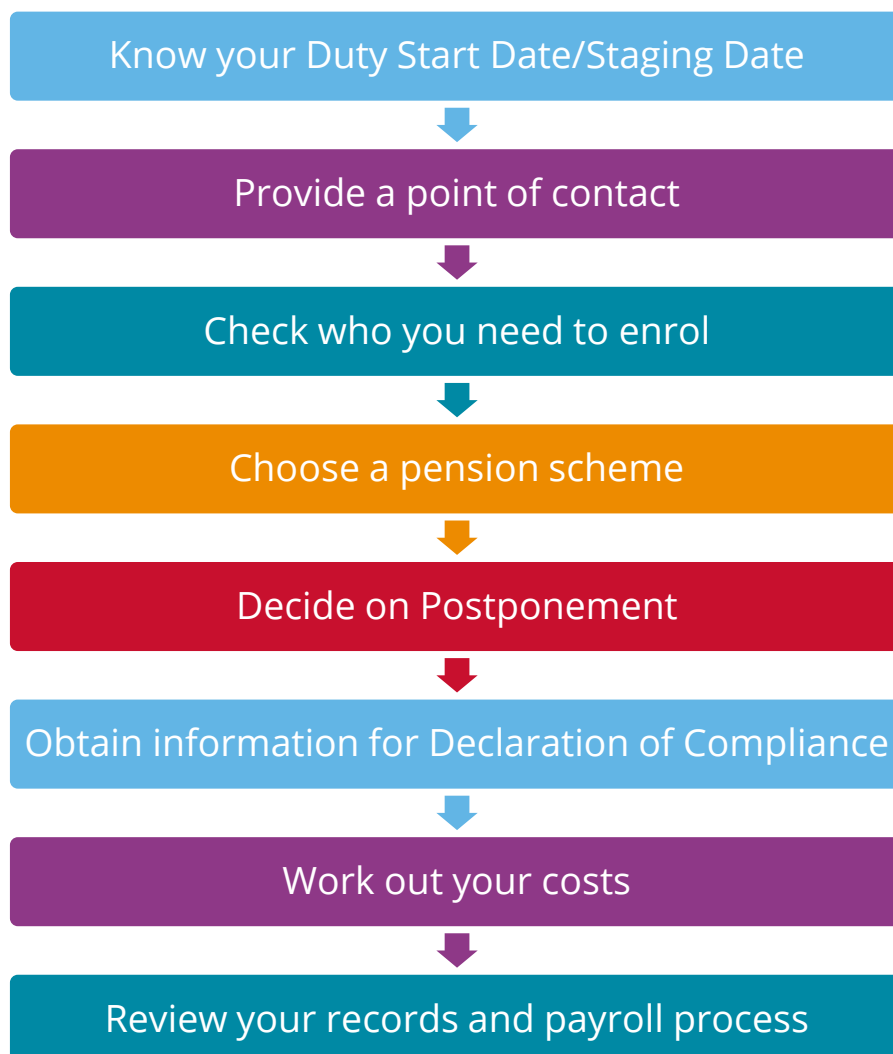 Know your Duty Start Date/Staging Date
Provide a point of contact
Check who you need to enrol
Choose a pension scheme
Decide on Postponement
Obtain information for Declaration of Compliance
Work out your costs
Review your records and payroll process